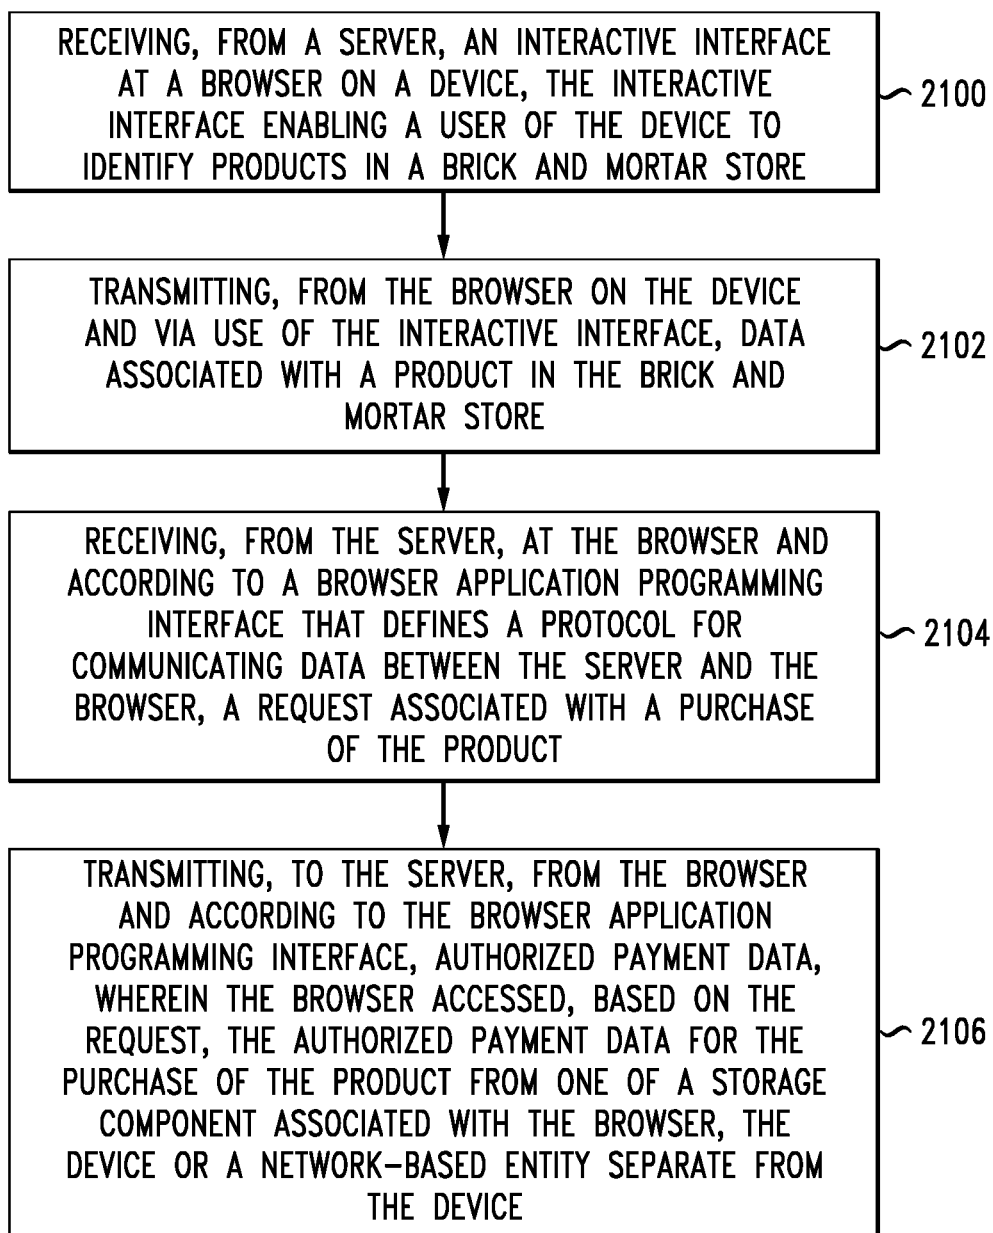 RECEIVING, FROM A SERVER, AN INTERACTIVE INTERFACE
AT A BROWSER ON A DEVICE, THE INTERACTIVE
INTERFACE ENABLING A USER OF THE DEVICE TO
IDENTIFY PRODUCTS IN A BRICK AND MORTAR STORE
2100
TRANSMITTING, FROM THE BROWSER ON THE DEVICE
AND VIA USE OF THE INTERACTIVE INTERFACE, DATA
ASSOCIATED WITH A PRODUCT IN THE BRICK AND
MORTAR STORE
2102
RECEIVING, FROM THE SERVER, AT THE BROWSER AND
ACCORDING TO A BROWSER APPLICATION PROGRAMMING
INTERFACE THAT DEFINES A PROTOCOL FOR
COMMUNICATING DATA BETWEEN THE SERVER AND THE
BROWSER, A REQUEST ASSOCIATED WITH A PURCHASE
OF THE PRODUCT
2104
TRANSMITTING, TO THE SERVER, FROM THE BROWSER
AND ACCORDING TO THE BROWSER APPLICATION
PROGRAMMING INTERFACE, AUTHORIZED PAYMENT DATA,
WHEREIN THE BROWSER ACCESSED, BASED ON THE
REQUEST, THE AUTHORIZED PAYMENT DATA FOR THE
PURCHASE OF THE PRODUCT FROM ONE OF A STORAGE
COMPONENT ASSOCIATED WITH THE BROWSER, THE
DEVICE OR A NETWORK-BASED ENTITY SEPARATE FROM
THE DEVICE
2106